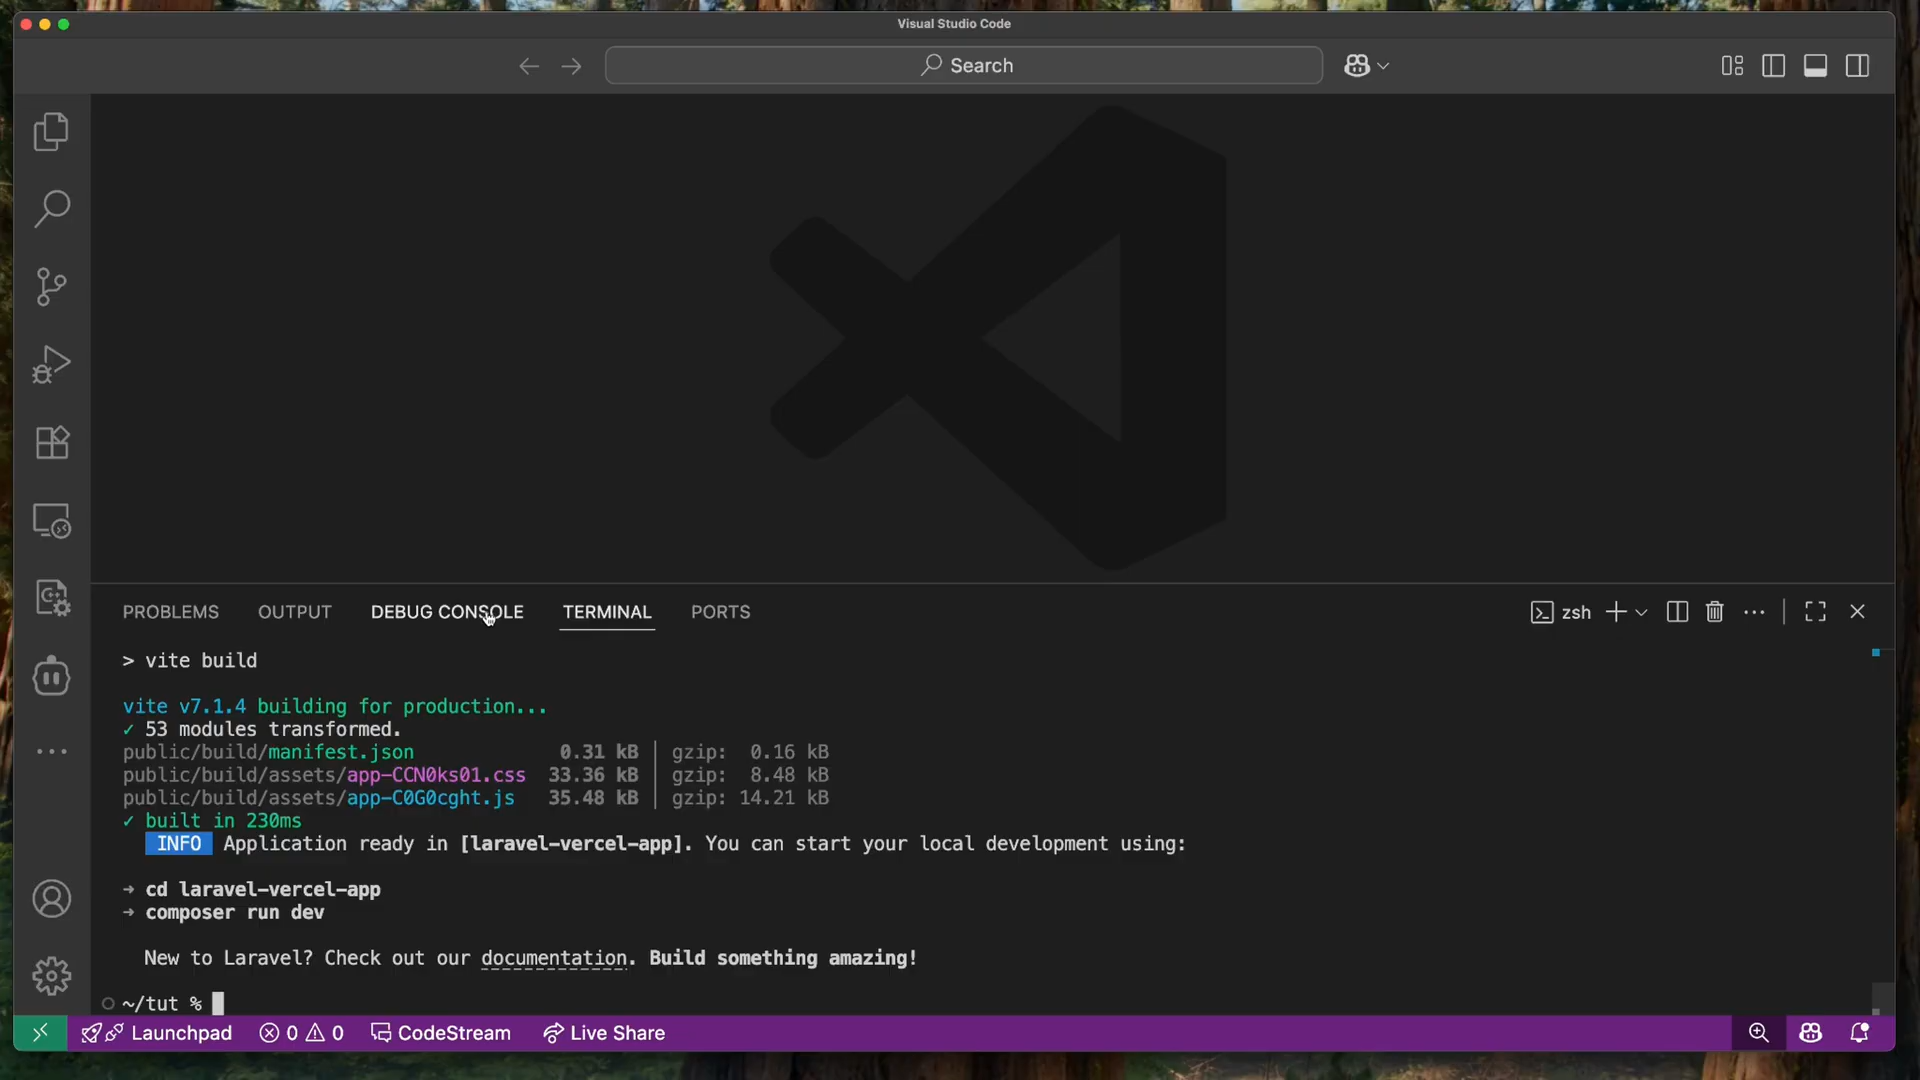 Visual Studio Code
Search
PROBLEMS OUTPUT DEBUG CONSOLE TERMINAL PORTS zsh
> vite build
vite v7.1.4 building for production...
✓ 53 modules transformed.
public/build/manifest.json 0.31 kB │ gzip: 0.16 kB
public/build/assets/app-CCN0ks01.css 33.36 kB │ gzip: 8.48 kB
public/build/assets/app-C0G0cght.js 35.48 kB │ gzip: 14.21 kB
✓ built in 230ms
INFO Application ready in [laravel-vercel-app]. You can start your local development using:
➜ cd laravel-vercel-app
➜ composer run dev
New to Laravel? Check out our documentation. Build something amazing!
~/tut %
Launchpad 0 0 CodeStream Live Share